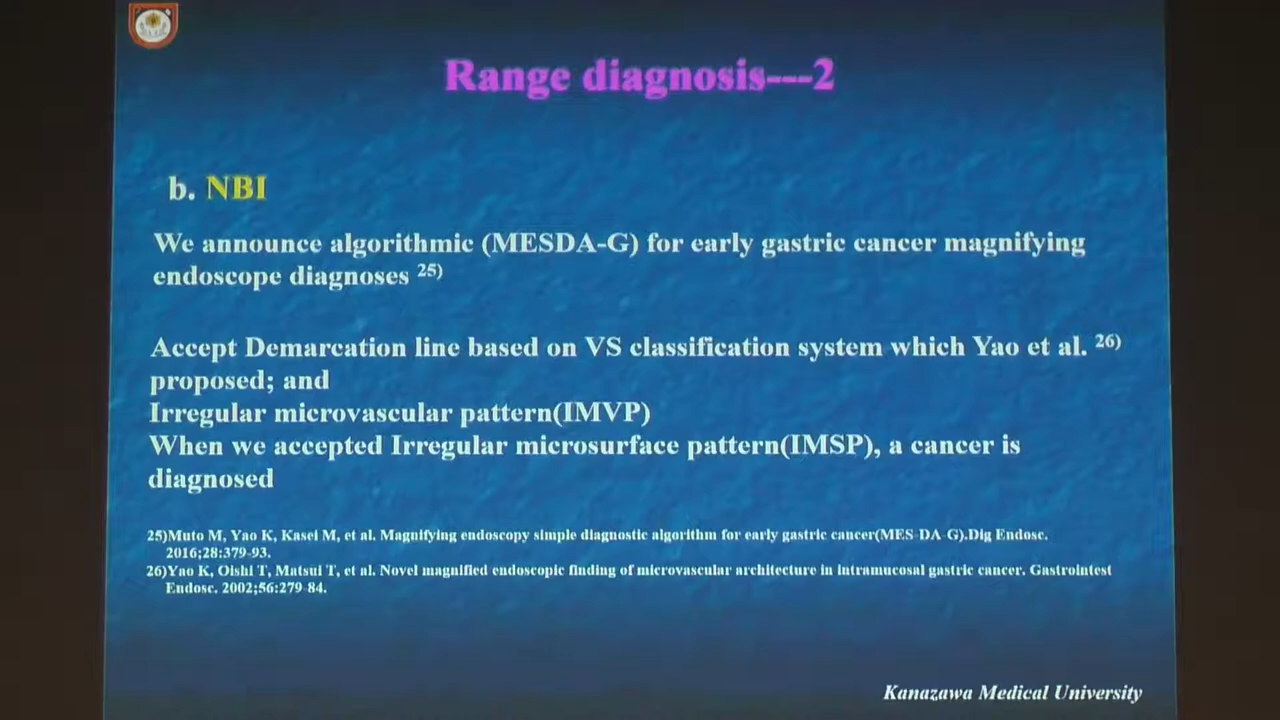 Range diagnosis---2
b. NBI
We announce algorithmic (MESDA-G) for early gastric cancer magnifying
endoscope diagnoses 25)
Accept Demarcation line based on VS classification system which Yao et al. 26)
proposed; and
Irregular microvascular pattern(IMVP)
When we accepted Irregular microsurface pattern(IMSP), a cancer is
diagnosed
25)Muto M, Yao K, Kasei M, et al. Magnifying endoscopy simple diagnostic algorithm for early gastric cancer(MES-DA-G).Dig Endosc.
2016;28:379-93.
26)Yao K, Oishi T, Matsui T, et al. Novel magnified endoscopic finding of microvascular architecture in intramucosal gastric cancer. Gastrointest
Endosc. 2002;56:279-84.
Kanazawa Medical University